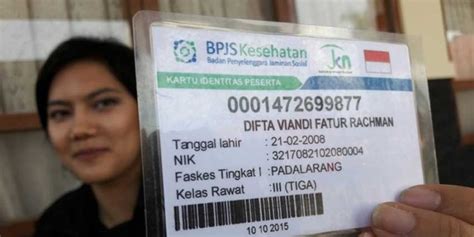 BPJS Kesehatan
Badan Penyelenggara Jaminan Sosial
KARTU IDENTITAS PESERTA
0001472699877
DIFTA VIANDI FATUR RACHMAN
Tanggal lahir : 21-02-2008
NIK : 3217082102080004
Faskes Tingkat I : PADALARANG
Kelas Rawat : III (TIGA)
10 10 2015